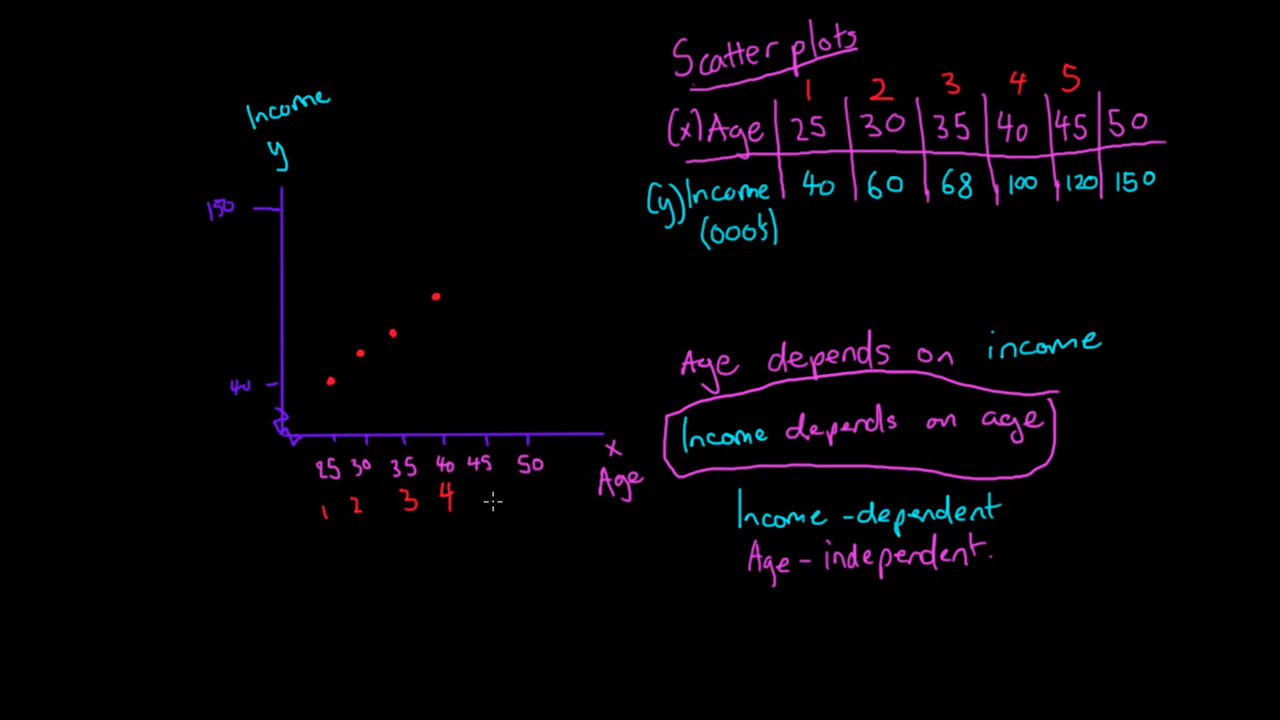 Scatter plots
1 2 3 4 5
(x) Age 25 30 35 40 45 50
(y) Income 40 60 68 100 120 150
(000's)
Income
y
150
40
x
25 30 35 40 45 50
Age
1 2 3 4
Age depends on income
Income depends on age
Income - dependent
Age - independent.